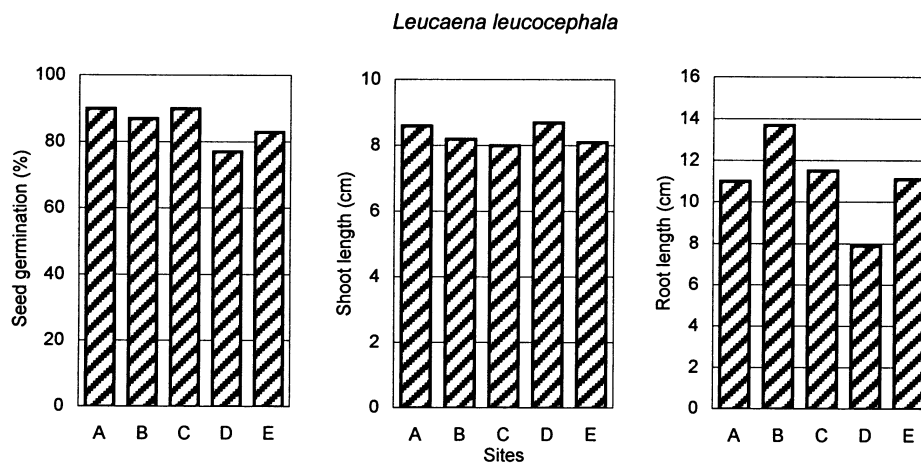 Leucaena leucocephala
Seed germination (%)
100
80
60
40
20
0
A B C D E
Shoot length (cm)
10
8
6
4
2
0
A B C D E
Sites
Root length (cm)
16
14
12
10
8
6
4
2
0
A B C D E